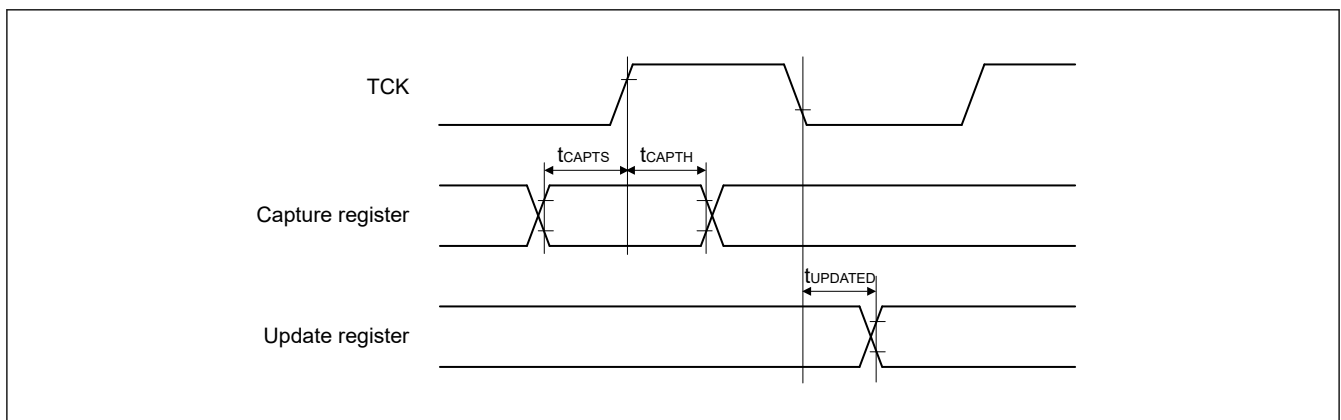 TCK
tCAPTS
tCAPTH
Capture register
tUPDATED
Update register